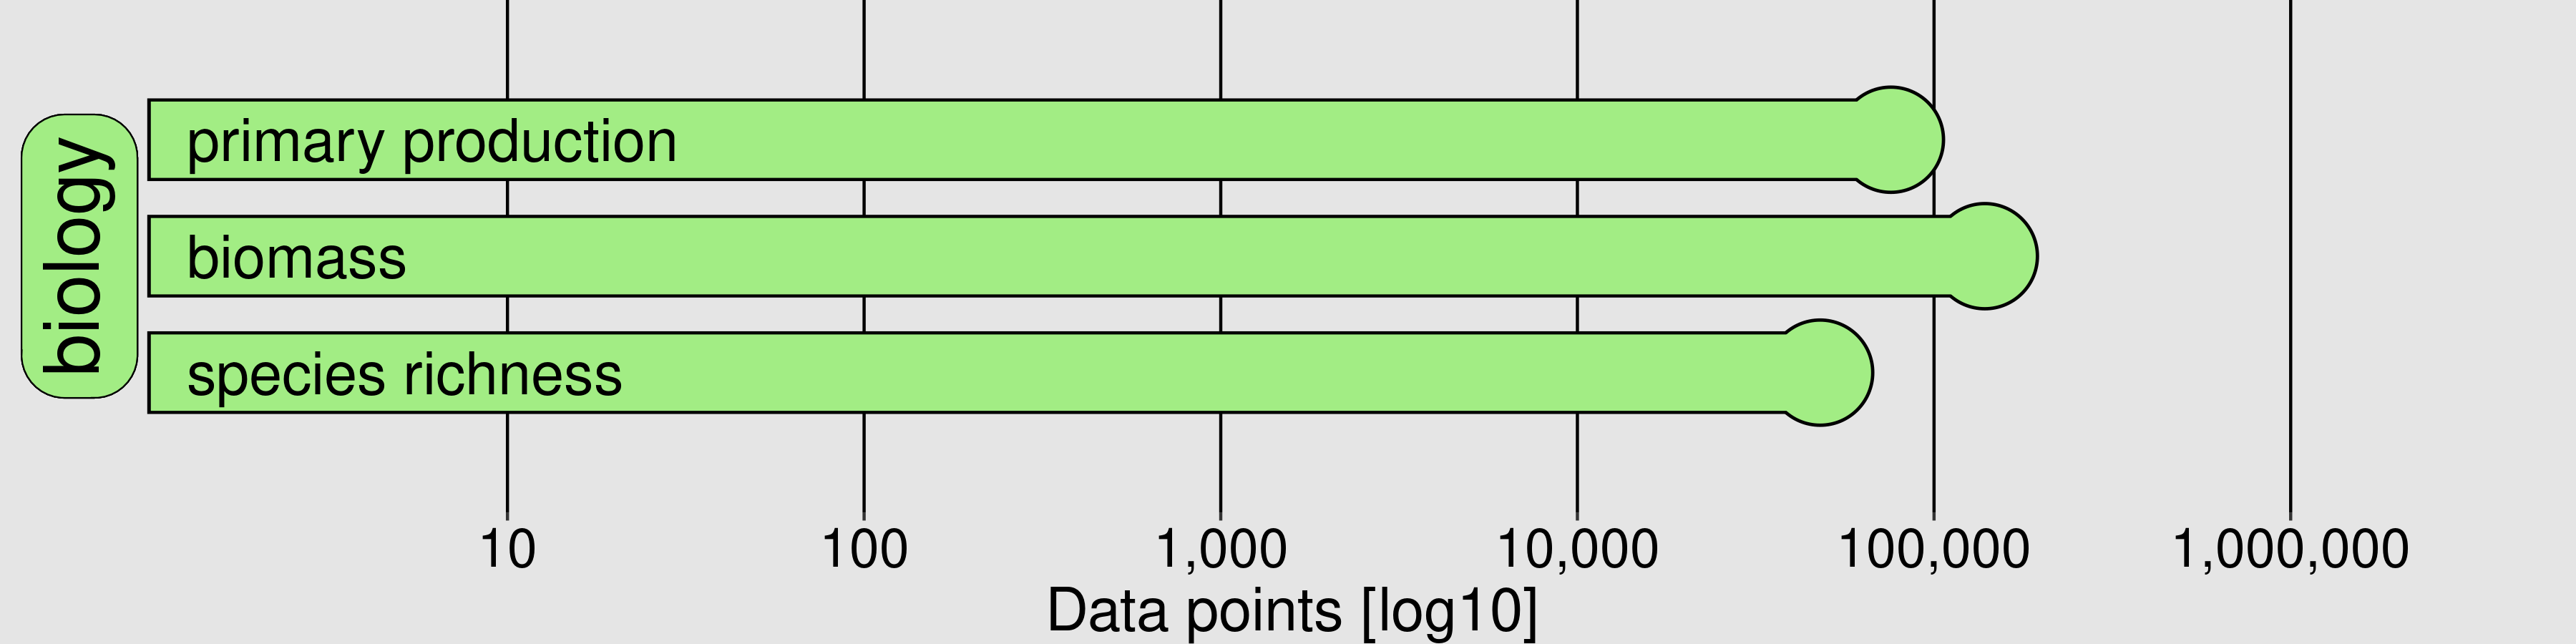 biology
primary production
biomass
species richness
10 100 1,000 10,000 100,000 1,000,000
Data points [log10]